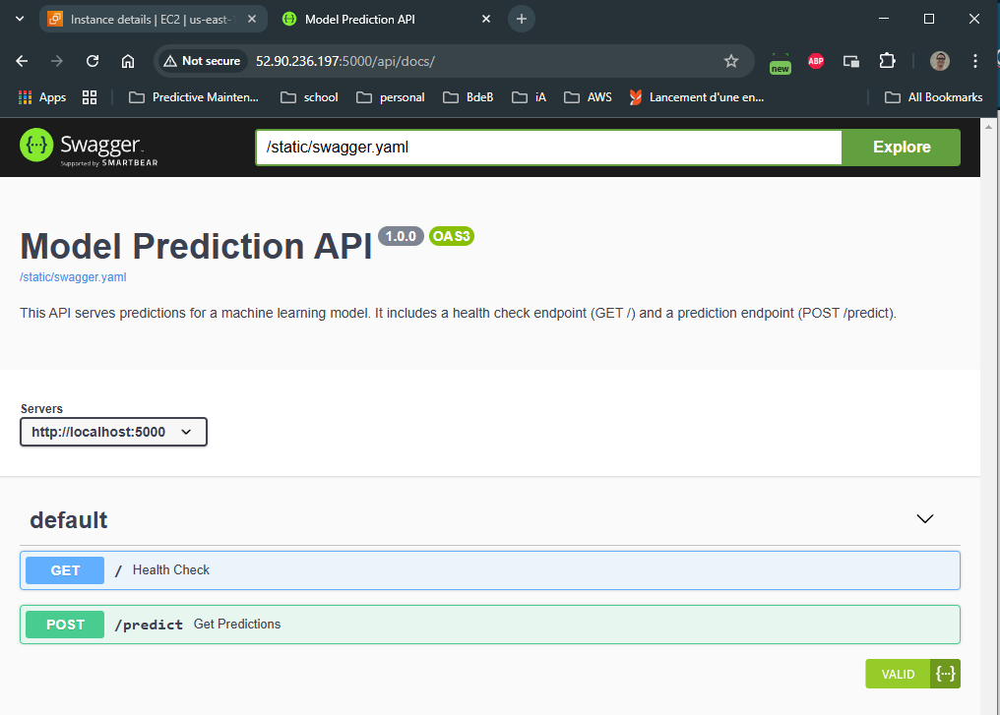 Instance details | EC2 | us-east-
Model Prediction API
Not secure
52.90.236.197:5000/api/docs/
new
ABP
Apps
Predictive Mainten...
school
personal
BdeB
iA
AWS
Lancement d'une en...
All Bookmarks
{···} Swagger.
Supported by SMARTBEAR
/static/swagger.yaml
Explore
Model Prediction API 1.0.0 OAS3
/static/swagger.yaml
This API serves predictions for a machine learning model. It includes a health check endpoint (GET /) and a prediction endpoint (POST /predict).
Servers
http://localhost:5000
default
GET / Health Check
POST /predict Get Predictions
VALID {···}